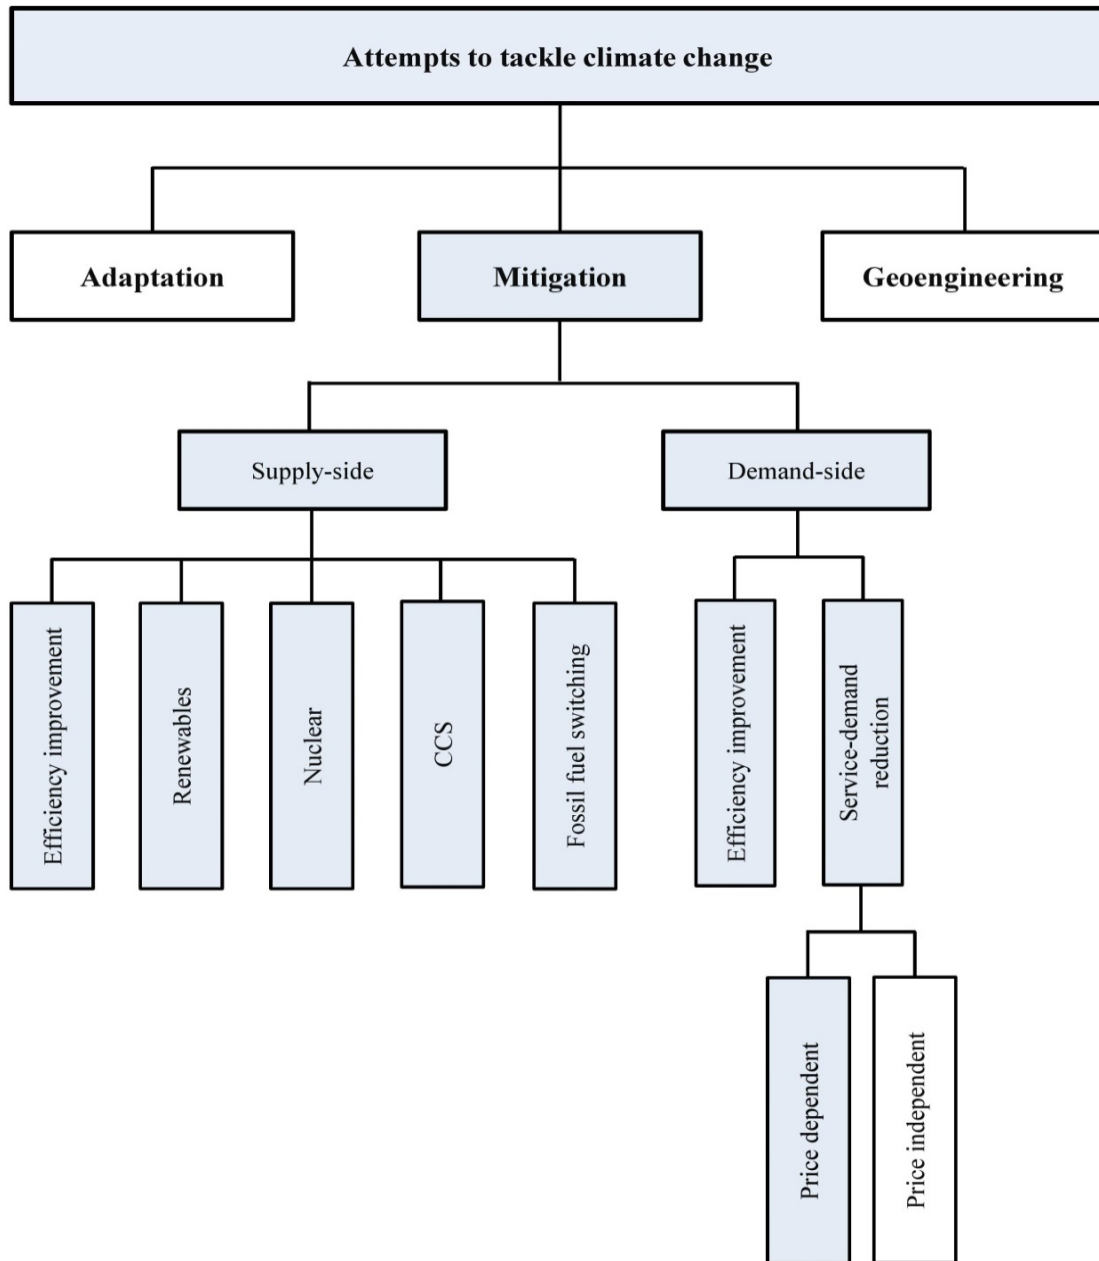 Attempts to tackle climate change
Adaptation
Mitigation
Geoengineering
Supply-side
Demand-side
Efficiency improvement
Renewables
Nuclear
CCS
Fossil fuel switching
Efficiency improvement
Service-demand
reduction
Price dependent
Price independent